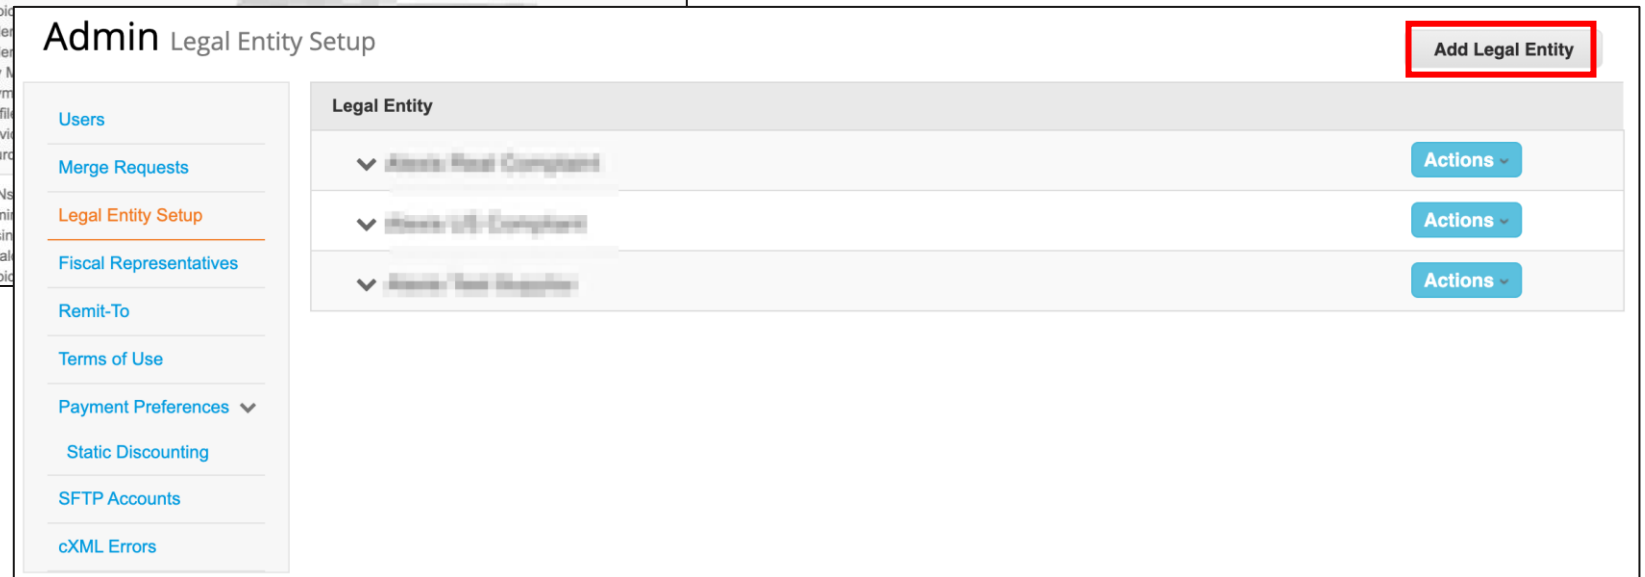 Admin Legal Entity Setup
Add Legal Entity
Users
Merge Requests
Legal Entity Setup
Fiscal Representatives
Remit-To
Terms of Use
Payment Preferences
Static Discounting
SFTP Accounts
cXML Errors
Legal Entity
Actions
Actions
Actions